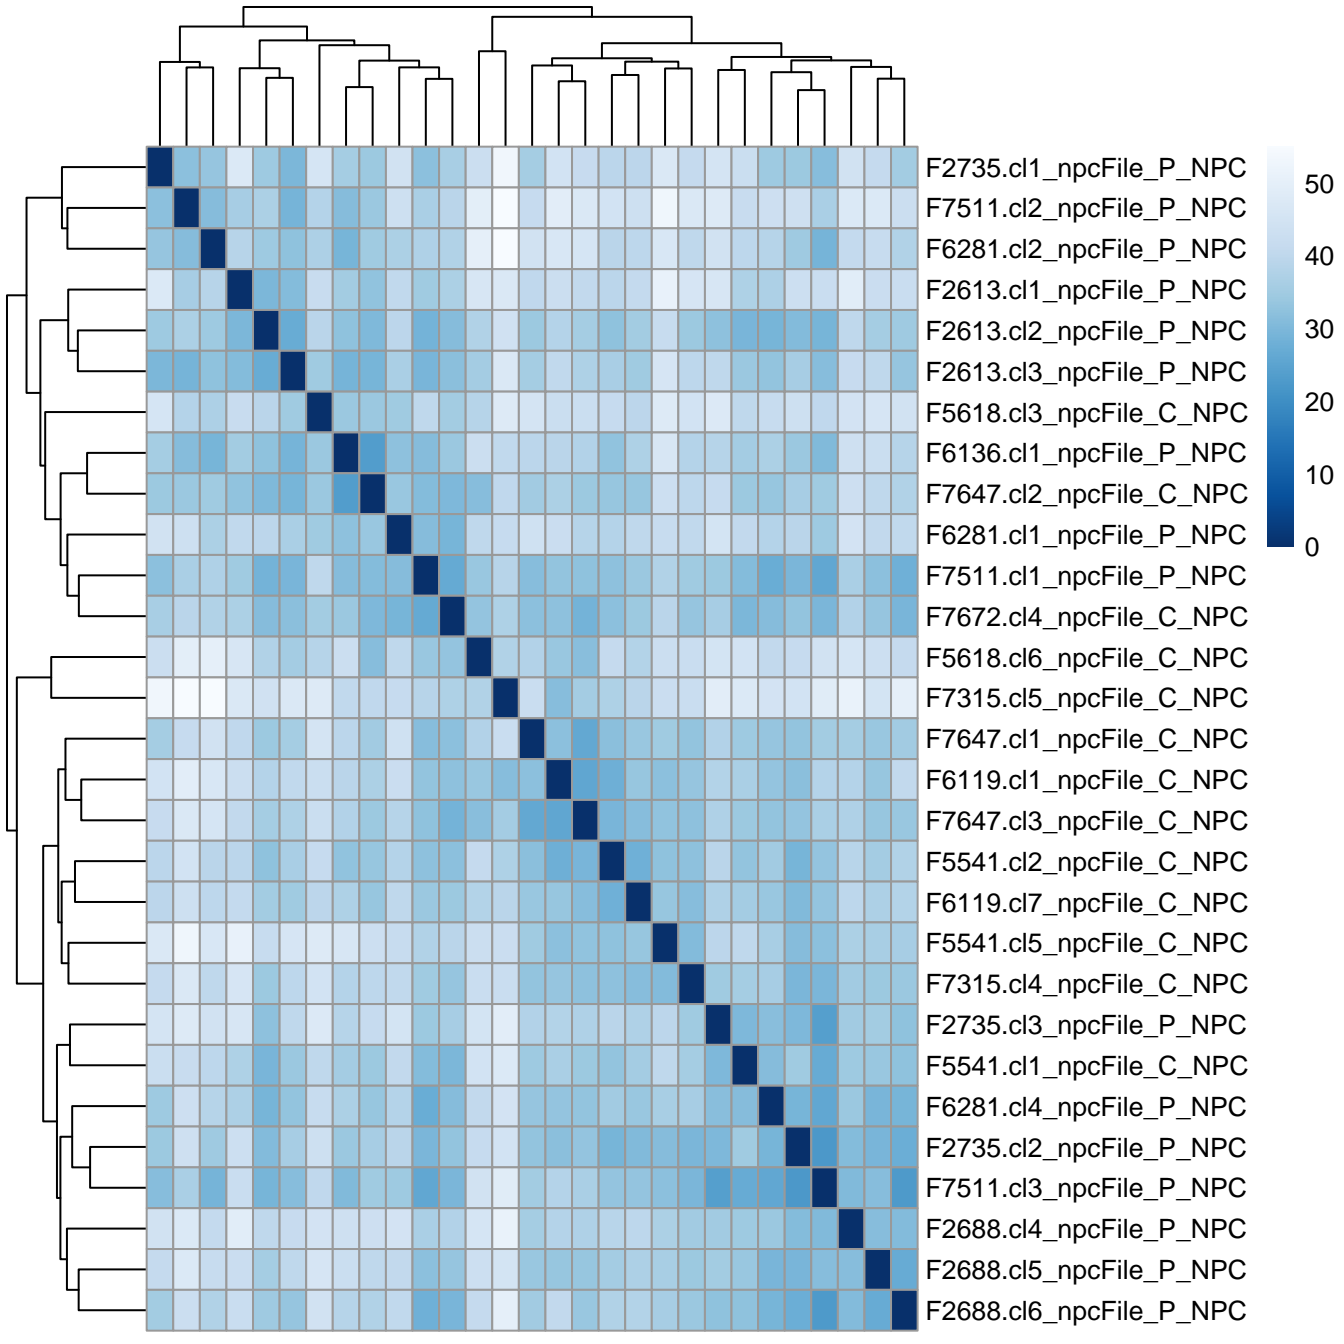 F2735.cl1_npcFile_P_NPC
F7511.cl2_npcFile_P_NPC
F6281.cl2_npcFile_P_NPC
F2613.cl1_npcFile_P_NPC
F2613.cl2_npcFile_P_NPC
F2613.cl3_npcFile_P_NPC
F5618.cl3_npcFile_C_NPC
F6136.cl1_npcFile_P_NPC
F7647.cl2_npcFile_C_NPC
F6281.cl1_npcFile_P_NPC
F7511.cl1_npcFile_P_NPC
F7672.cl4_npcFile_C_NPC
F5618.cl6_npcFile_C_NPC
F7315.cl5_npcFile_C_NPC
F7647.cl1_npcFile_C_NPC
F6119.cl1_npcFile_C_NPC
F7647.cl3_npcFile_C_NPC
F5541.cl2_npcFile_C_NPC
F6119.cl7_npcFile_C_NPC
F5541.cl5_npcFile_C_NPC
F7315.cl4_npcFile_C_NPC
F2735.cl3_npcFile_P_NPC
F5541.cl1_npcFile_C_NPC
F6281.cl4_npcFile_P_NPC
F2735.cl2_npcFile_P_NPC
F7511.cl3_npcFile_P_NPC
F2688.cl4_npcFile_P_NPC
F2688.cl5_npcFile_P_NPC
F2688.cl6_npcFile_P_NPC
50
40
30
20
10
0